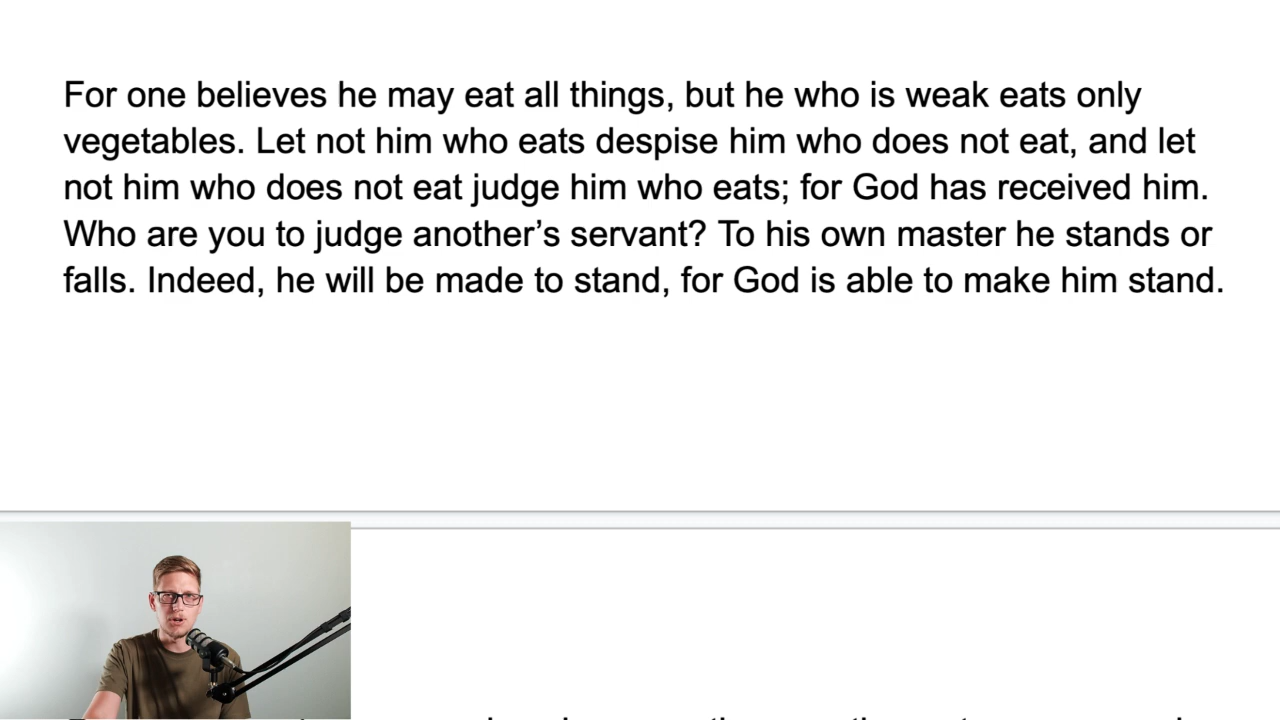 For one believes he may eat all things, but he who is weak eats only
vegetables. Let not him who eats despise him who does not eat, and let
not him who does not eat judge him who eats; for God has received him.
Who are you to judge another’s servant? To his own master he stands or
falls. Indeed, he will be made to stand, for God is able to make him stand.